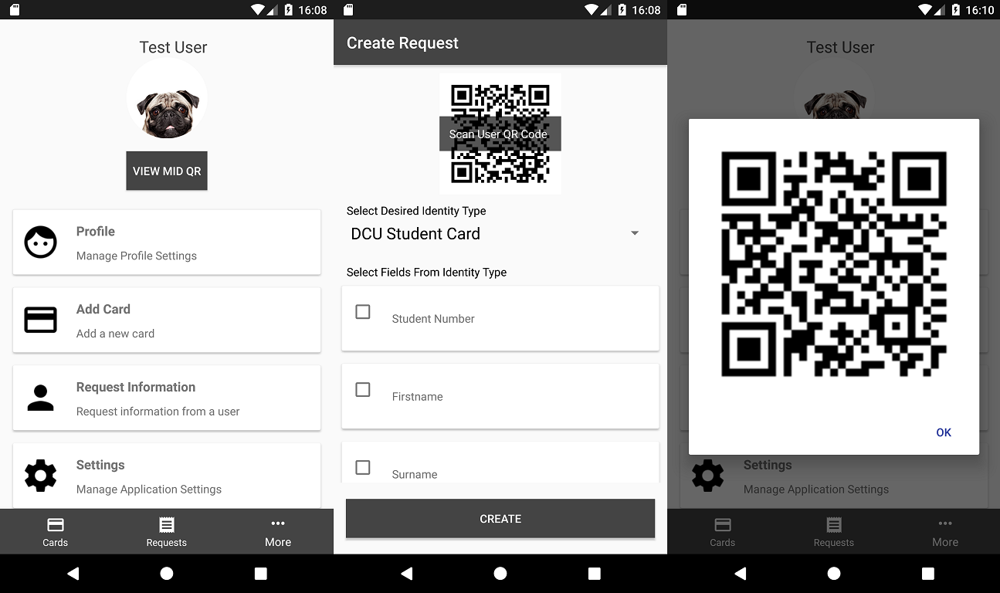 16:08
Test User
VIEW MID QR
Profile
Manage Profile Settings
Add Card
Add a new card
Request Information
Request information from a user
Settings
Manage Application Settings
Cards
Requests
More
16:08
Create Request
Scan User QR Code
Select Desired Identity Type
DCU Student Card
Select Fields From Identity Type
Student Number
Firstname
Surname
CREATE
16:10
Test User
OK
Settings
Manage Application Settings
Cards
Requests
More